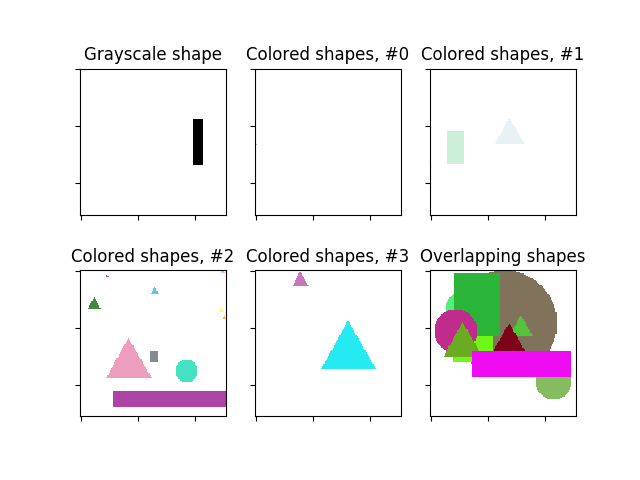 Grayscale shape
Colored shapes, #0
Colored shapes, #1
Colored shapes, #2
Colored shapes, #3
Overlapping shapes